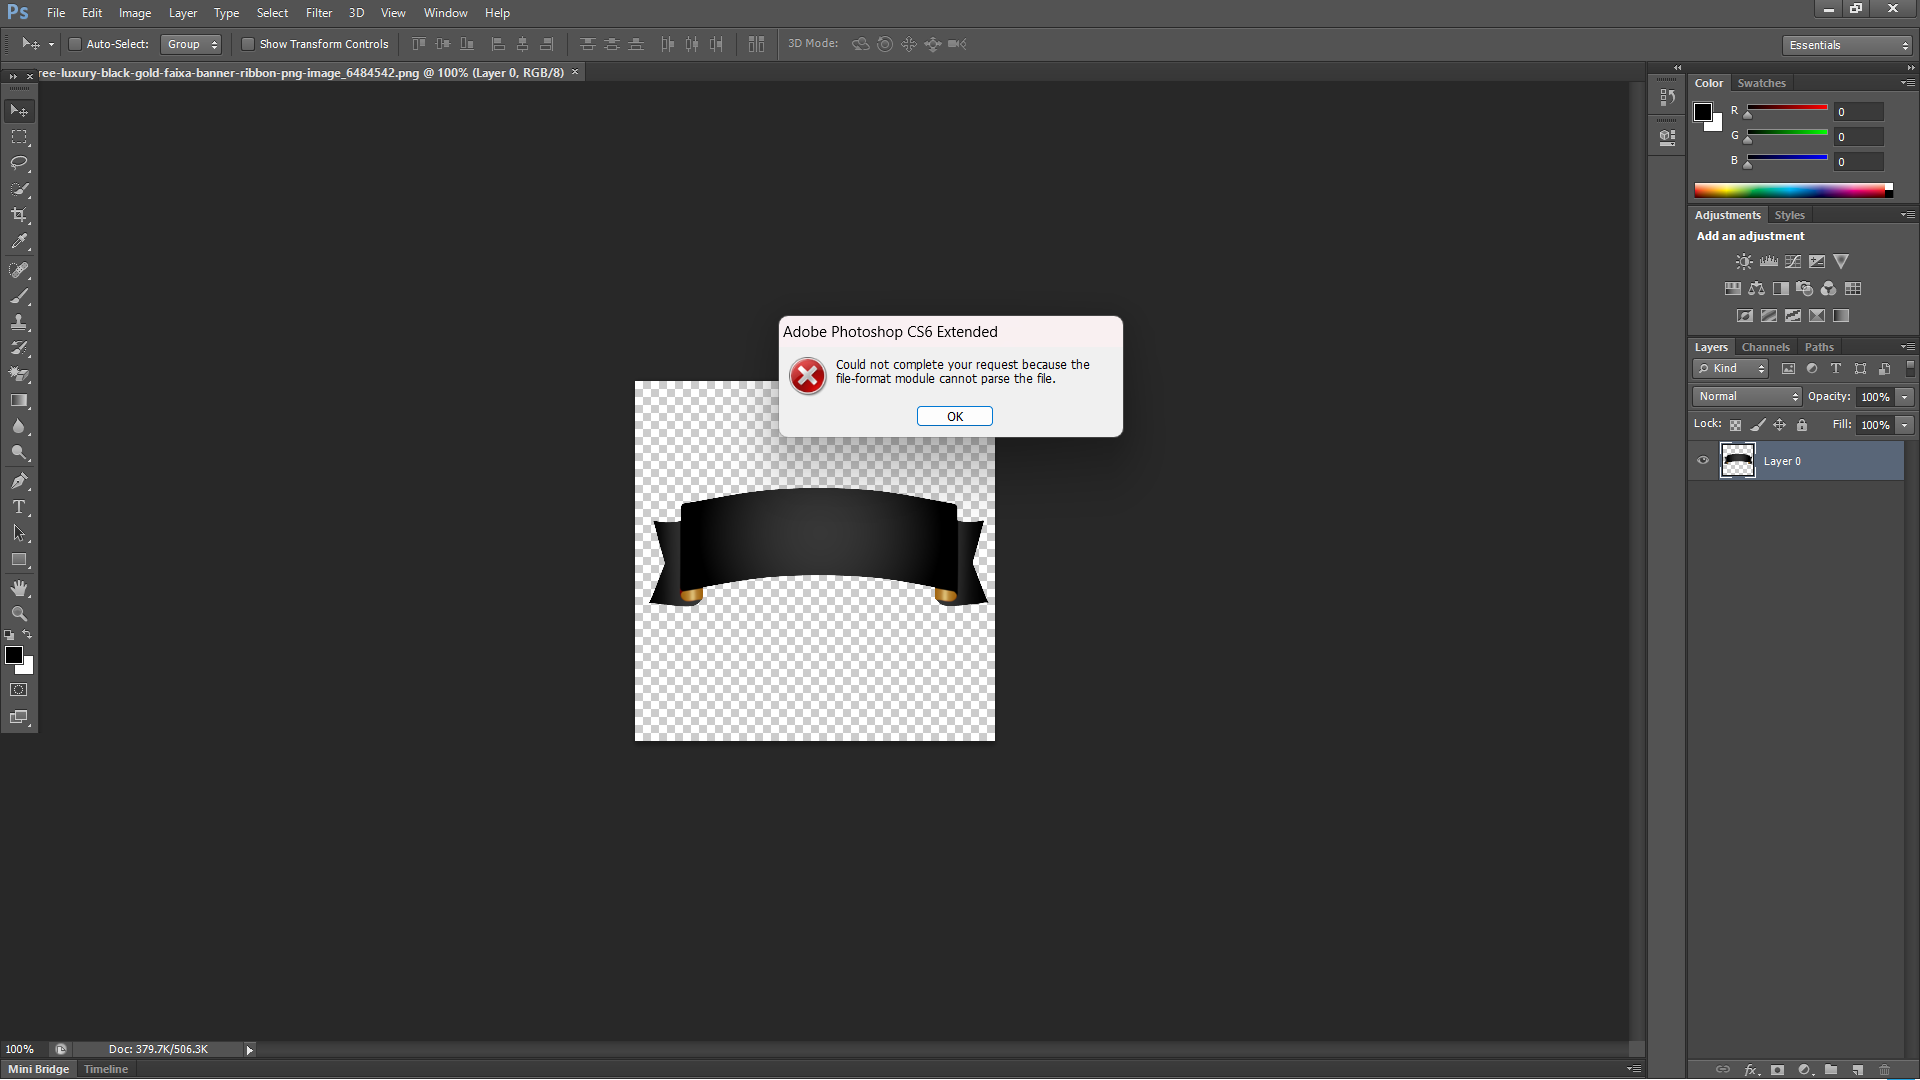 Ps File Edit Image Layer Type Select Filter 3D View Window Help
Auto-Select: Group Show Transform Controls 3D Mode: Essentials
ree-luxury-black-gold-faixa-banner-ribbon-png-image_6484542.png @ 100% (Layer 0, RGB/8) ×
Color Swatches
R 0
G 0
B 0
Adjustments Styles
Add an adjustment
Adobe Photoshop CS6 Extended
Could not complete your request because the
file-format module cannot parse the file.
OK
Layers Channels Paths
Kind
Normal Opacity: 100%
Lock: Fill: 100%
Layer 0
100% Doc: 379.7K/506.3K
Mini Bridge Timeline